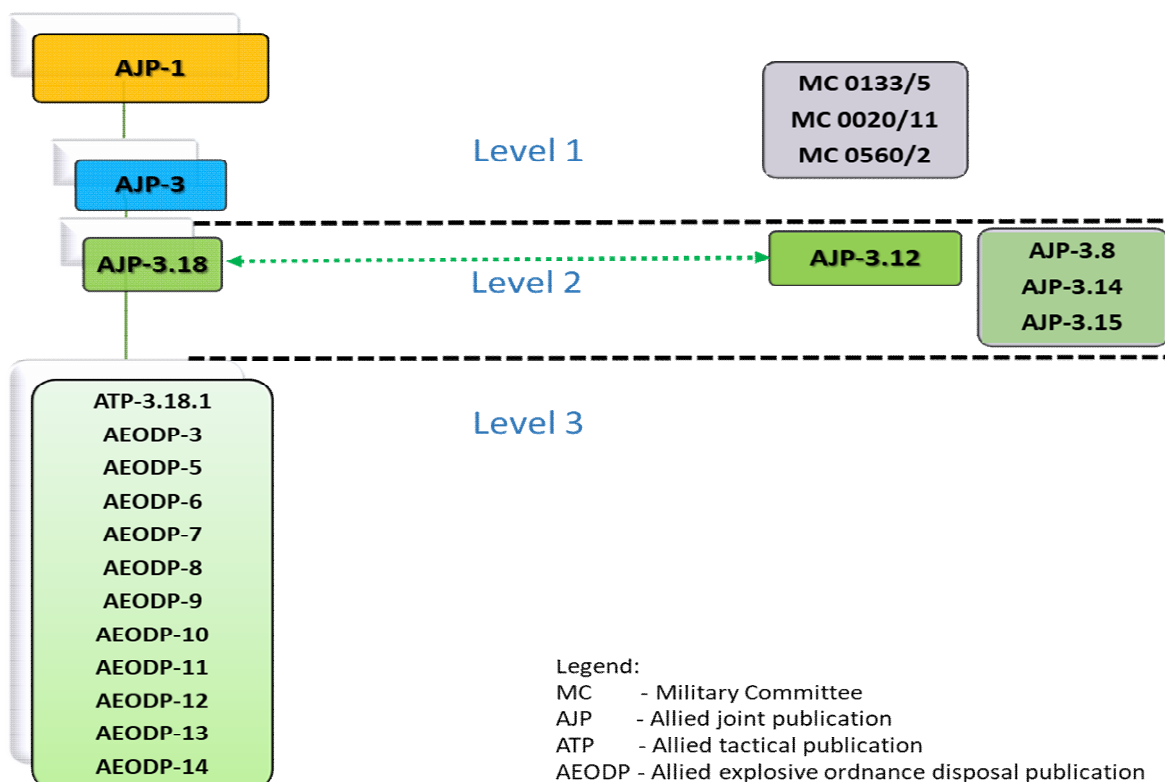 AJP-1
MC 0133/5
MC 0020/11
MC 0560/2
Level 1
AJP-3
AJP-3.18
AJP-3.12
AJP-3.8
AJP-3.14
AJP-3.15
Level 2
ATP-3.18.1
AEODP-3
AEODP-5
AEODP-6
AEODP-7
AEODP-8
AEODP-9
AEODP-10
AEODP-11
AEODP-12
AEODP-13
AEODP-14
Level 3
Legend:
MC - Military Committee
AJP - Allied joint publication
ATP - Allied tactical publication
AEODP - Allied explosive ordnance disposal publication